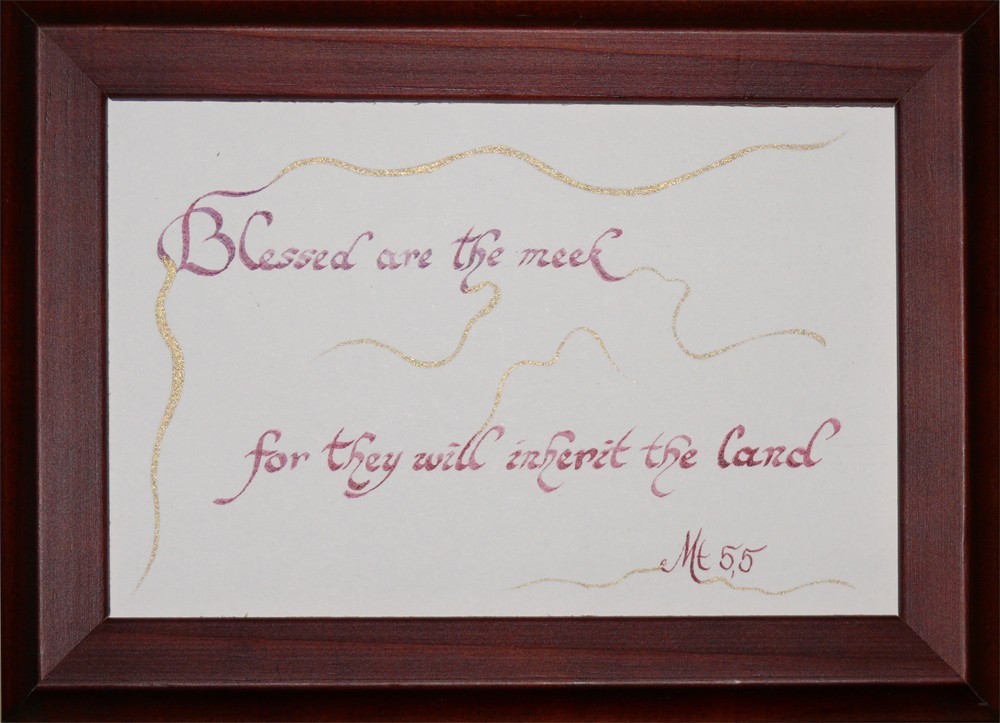 Blessed are the meek
for they will inherit the land
Mt 5,5